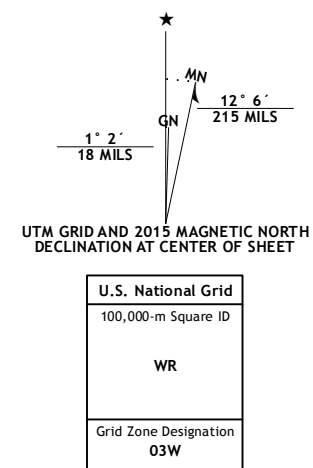 ★
MN
GN
12° 6´
215 MILS
1° 2´
18 MILS
UTM GRID AND 2015 MAGNETIC NORTH
DECLINATION AT CENTER OF SHEET
U.S. National Grid
100,000-m Square ID
WR
Grid Zone Designation
03W